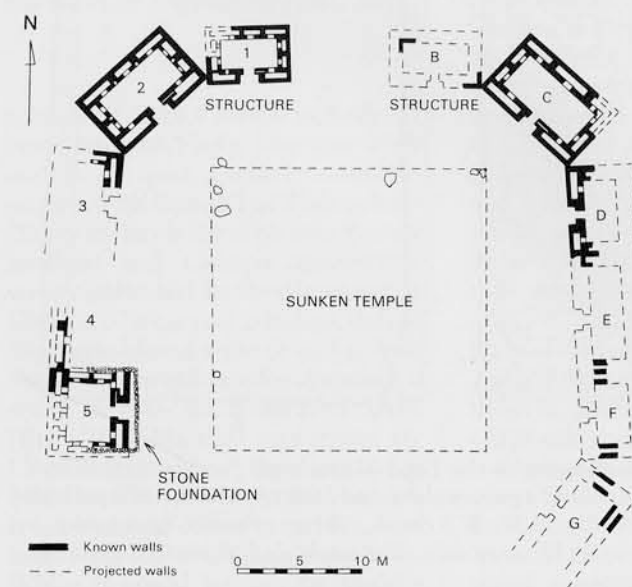 N
1
B
2
C
STRUCTURE
STRUCTURE
3
D
SUNKEN TEMPLE
4
E
5
F
STONE
FOUNDATION
G
Known walls
Projected walls
0 5 10 M